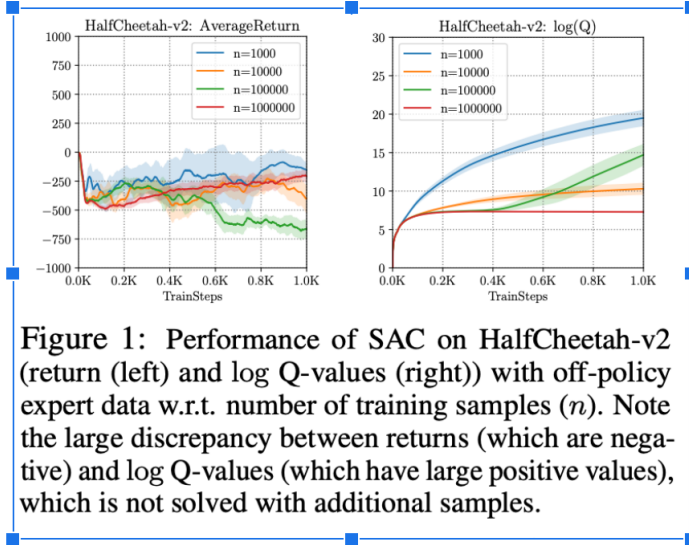 HalfCheetah-v2: AverageReturn
1000
750
500
250
0
−250
−500
−750
−1000
n=1000
n=10000
n=100000
n=1000000
0.0K 0.2K 0.4K 0.6K 0.8K 1.0K
TrainSteps
HalfCheetah-v2: log(Q)
30
25
20
15
10
5
0
n=1000
n=10000
n=100000
n=1000000
0.0K 0.2K 0.4K 0.6K 0.8K 1.0K
TrainSteps
Figure 1: Performance of SAC on HalfCheetah-v2
(return (left) and log Q-values (right)) with off-policy
expert data w.r.t. number of training samples (n). Note
the large discrepancy between returns (which are nega-
tive) and log Q-values (which have large positive values),
which is not solved with additional samples.